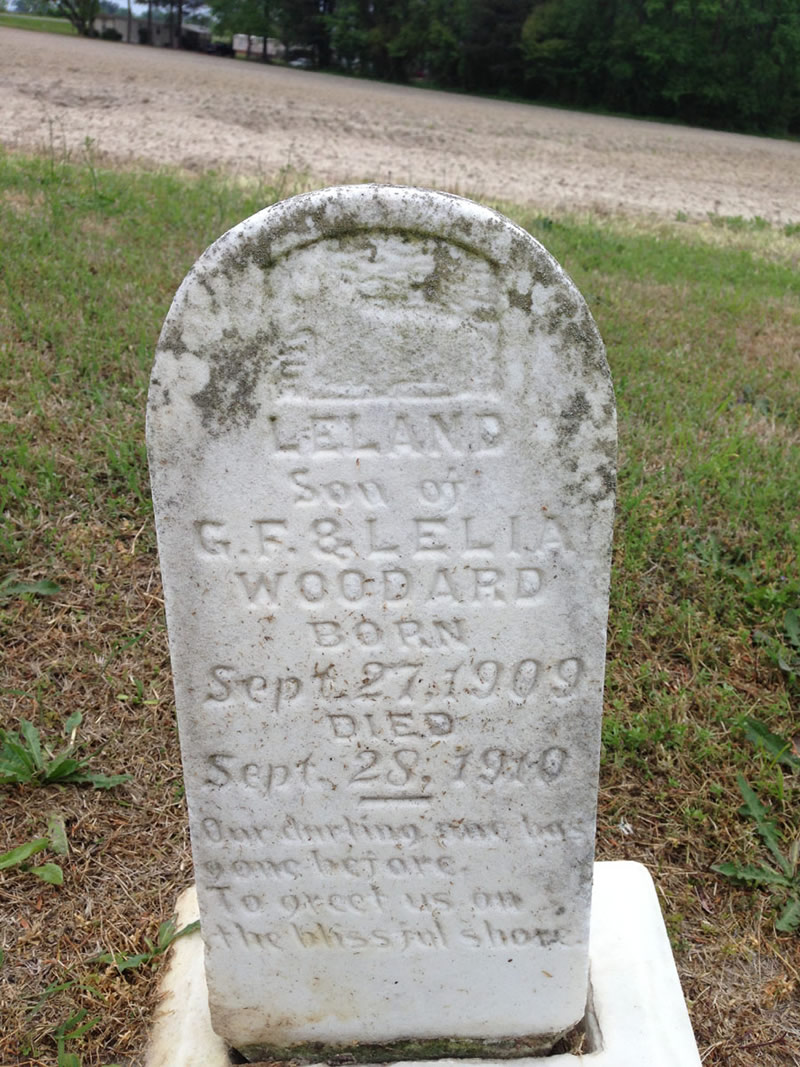 LELAND
Son of
G. F. & LELIA
WOODARD
BORN
Sept. 27, 1909
DIED
Sept. 28, 1910
Our darling one has
gone before.
To greet us on
the blissful shore